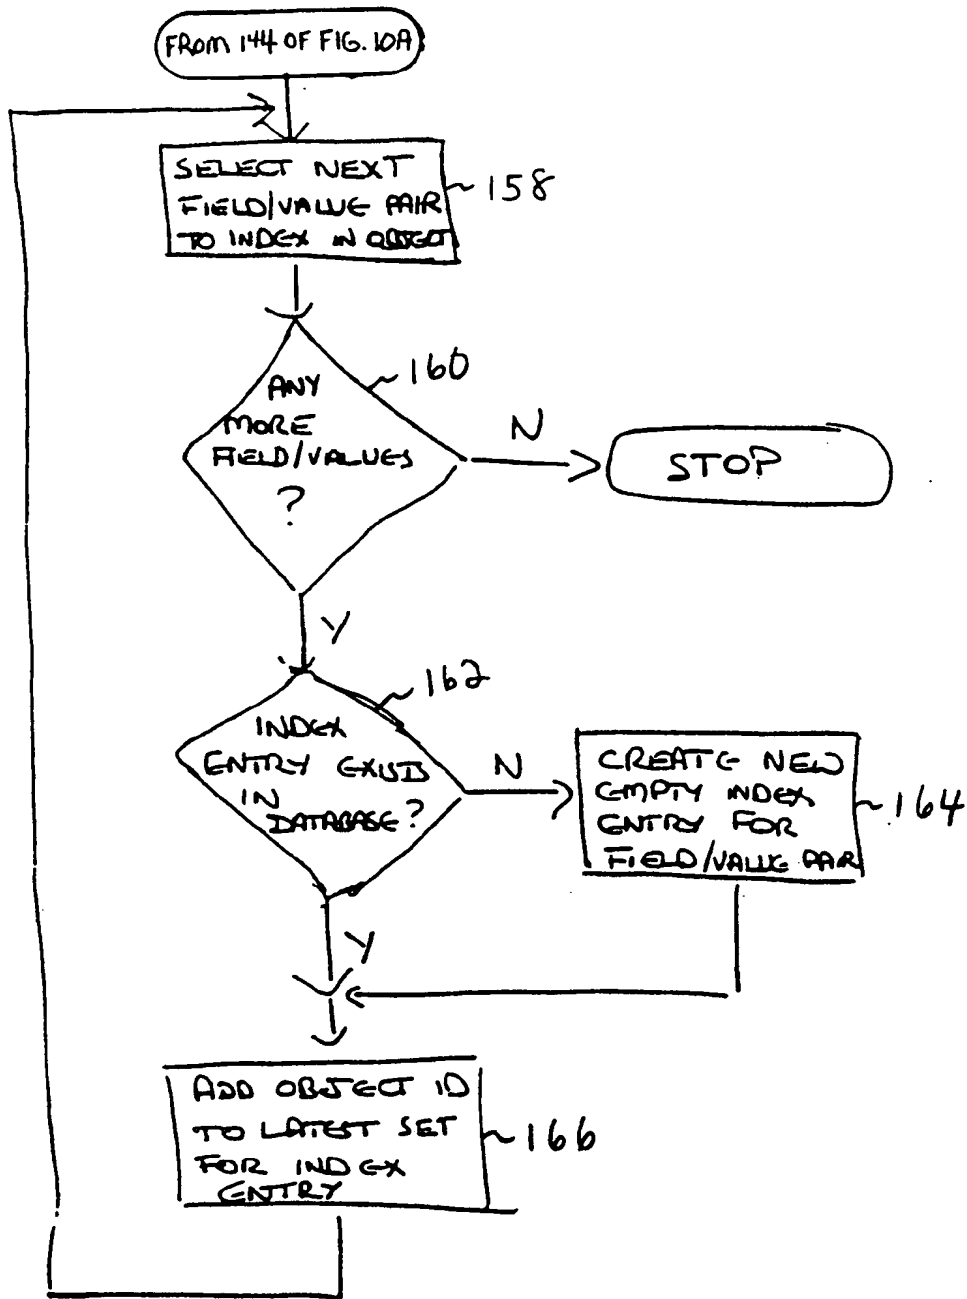 FROM 144 OF FIG. 10A
SELECT NEXT
FIELD/VALUE PAIR
TO INDEX IN OBJECT
158
160
ANY
MORE
FIELD/VALUES
?
N
STOP
Y
162
INDEX
ENTRY EXISTS
IN
DATABASE?
N
CREATE NEW
EMPTY INDEX
ENTRY FOR
FIELD/VALUE PAIR
164
Y
ADD OBJECT ID
TO LATEST SET
FOR INDEX
ENTRY
166